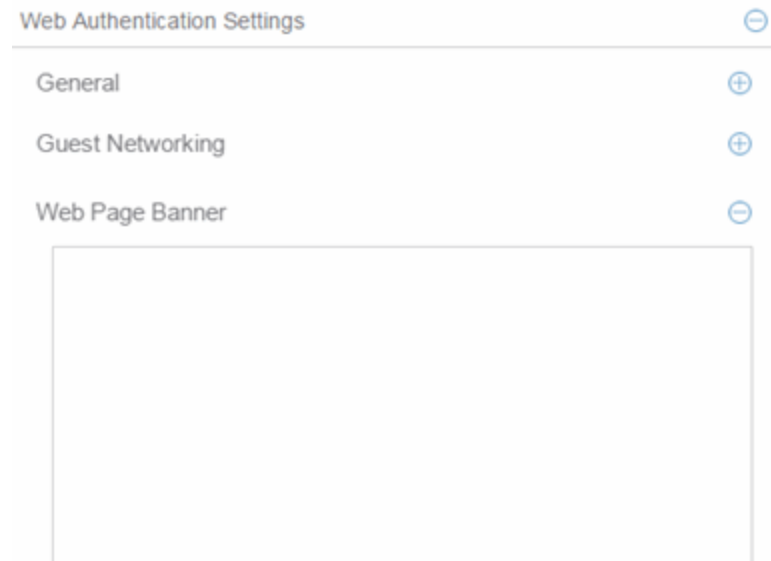 Web Authentication Settings
General
Guest Networking
Web Page Banner